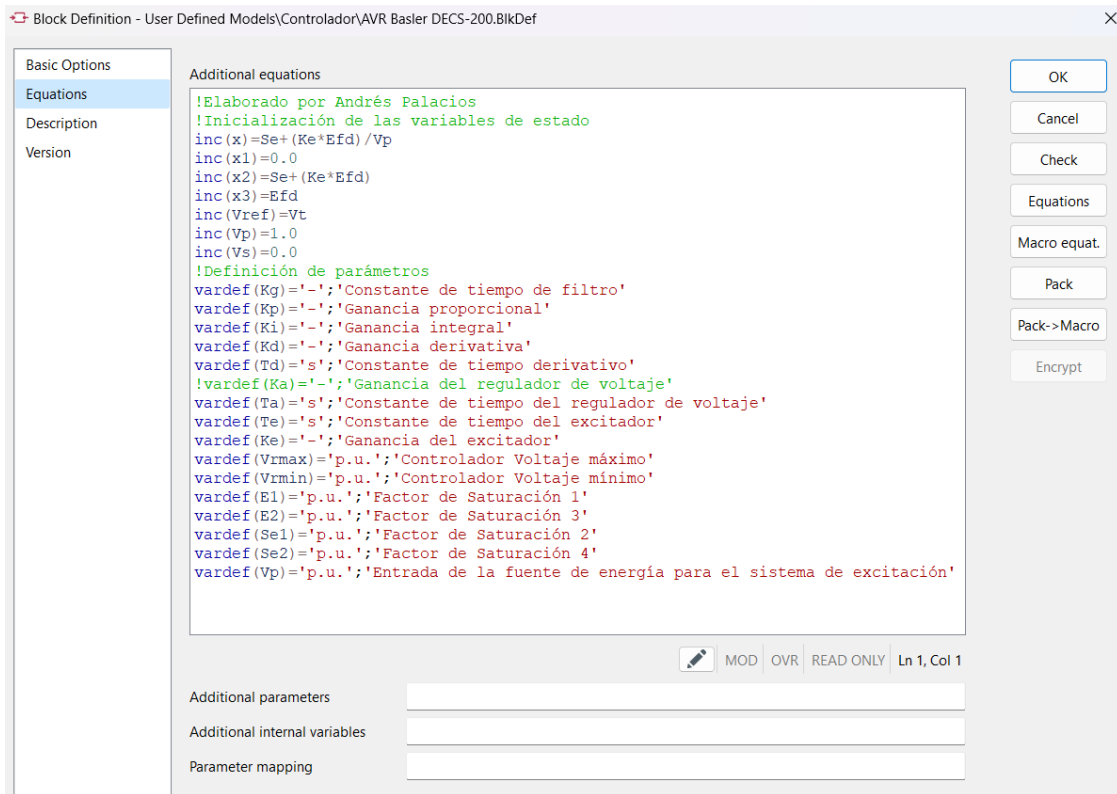 Block Definition - User Defined Models\Controlador\AVR Basler DECS-200.BlkDef
Basic Options
Equations
Description
Version
Additional equations
!Elaborado por Andrés Palacios
!Inicialización de las variables de estado
inc(x)=Se+(Ke*Efd)/Vp
inc(x1)=0.0
inc(x2)=Se+(Ke*Efd)
inc(x3)=Efd
inc(Vref)=Vt
inc(Vp)=1.0
inc(Vs)=0.0
!Definición de parámetros
vardef(Kg)='-';'Constante de tiempo de filtro'
vardef(Kp)='-';'Ganancia proporcional'
vardef(Ki)='-';'Ganancia integral'
vardef(Kd)='-';'Ganancia derivativa'
vardef(Td)='s';'Constante de tiempo derivativo'
!vardef(Ka)='-';'Ganancia del regulador de voltaje'
vardef(Ta)='s';'Constante de tiempo del regulador de voltaje'
vardef(Te)='s';'Constante de tiempo del excitador'
vardef(Ke)='-';'Ganancia del excitador'
vardef(Vrmax)='p.u.';'Controlador Voltaje máximo'
vardef(Vrmin)='p.u.';'Controlador Voltaje mínimo'
vardef(E1)='p.u.';'Factor de Saturación 1'
vardef(E2)='p.u.';'Factor de Saturación 3'
vardef(Se1)='p.u.';'Factor de Saturación 2'
vardef(Se2)='p.u.';'Factor de Saturación 4'
vardef(Vp)='p.u.';'Entrada de la fuente de energía para el sistema de excitación'
MOD OVR READ ONLY Ln 1, Col 1
Additional parameters
Additional internal variables
Parameter mapping
OK
Cancel
Check
Equations
Macro equat.
Pack
Pack->Macro
Encrypt